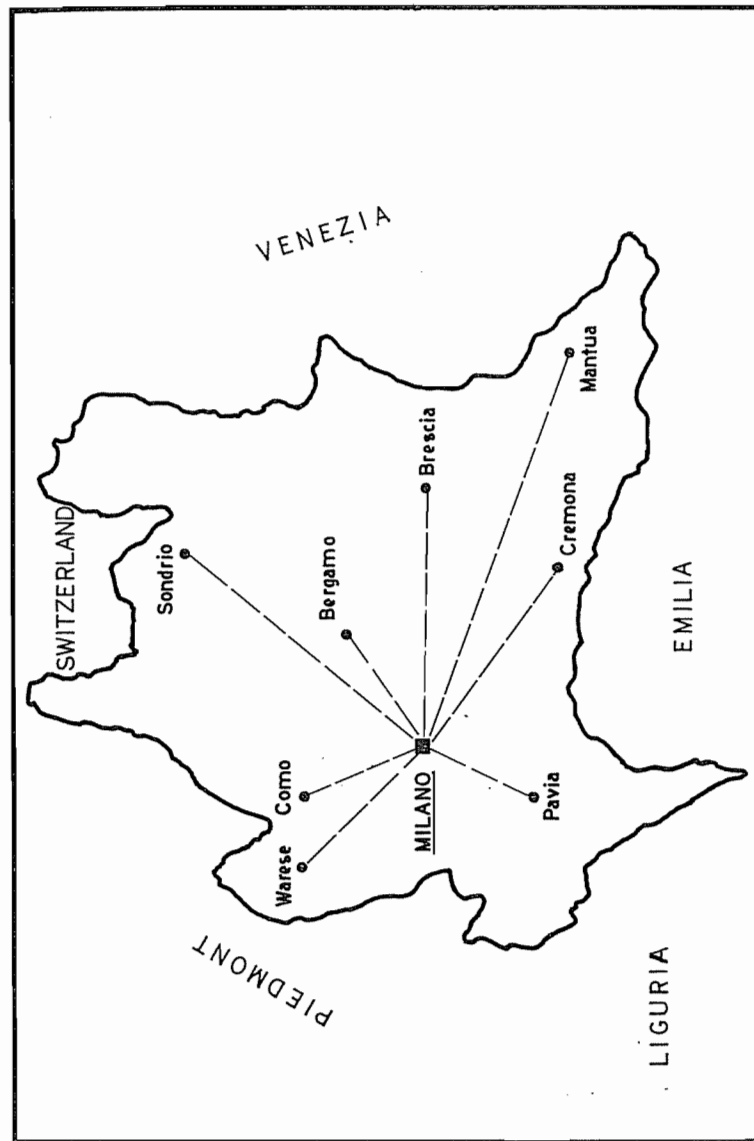 SWITZERLAND
VENEZIA
Sondrio
Bergamo
Warese
Como
Brescia
MILANO
Mantua
Pavia
Cremona
PIEDMONT
EMILIA
LIGURIA